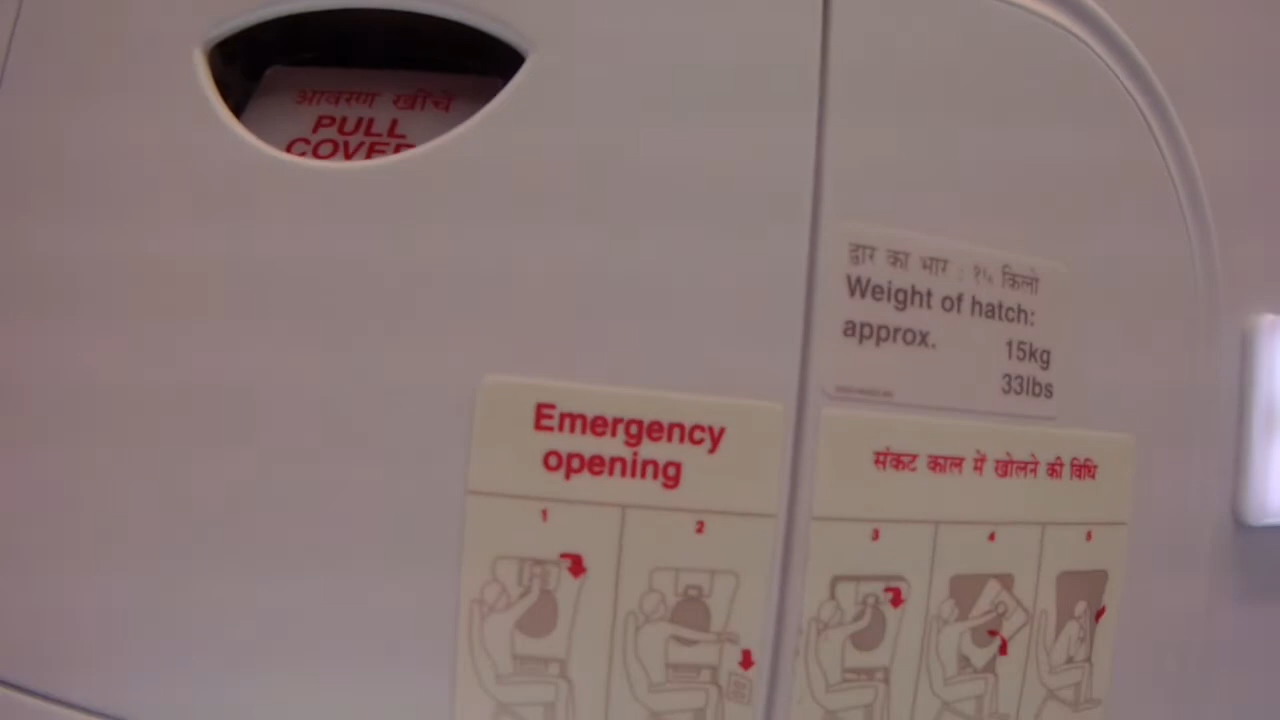 आवरण खींचे
PULL
COVER
द्वार का भार : १५ किलो
Weight of hatch:
approx. 15kg
33lbs
Emergency
opening
संकट काल में खोलने की विधि
1 2 3 4 5